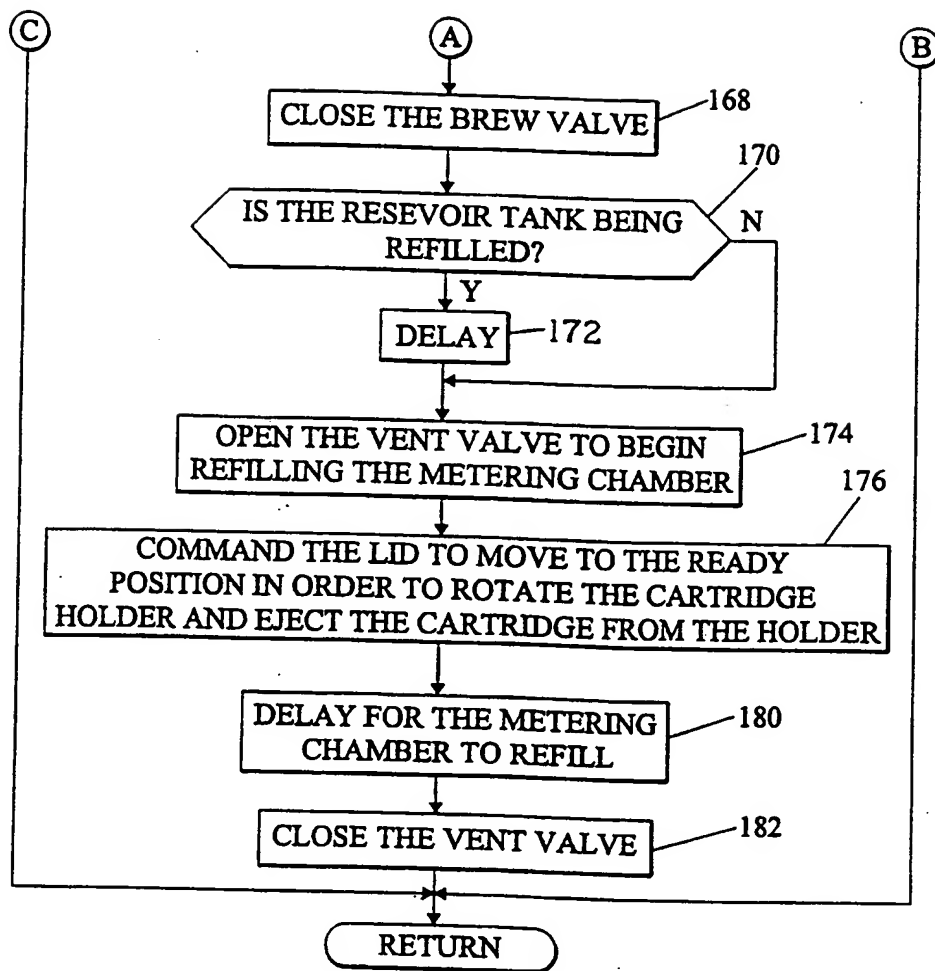 C
A
B
CLOSE THE BREW VALVE
168
170
IS THE RESEVOIR TANK BEING
REFILLED?
N
Y
DELAY
172
OPEN THE VENT VALVE TO BEGIN
REFILLING THE METERING CHAMBER
174
176
COMMAND THE LID TO MOVE TO THE READY
POSITION IN ORDER TO ROTATE THE CARTRIDGE
HOLDER AND EJECT THE CARTRIDGE FROM THE HOLDER
DELAY FOR THE METERING
CHAMBER TO REFILL
180
CLOSE THE VENT VALVE
182
RETURN